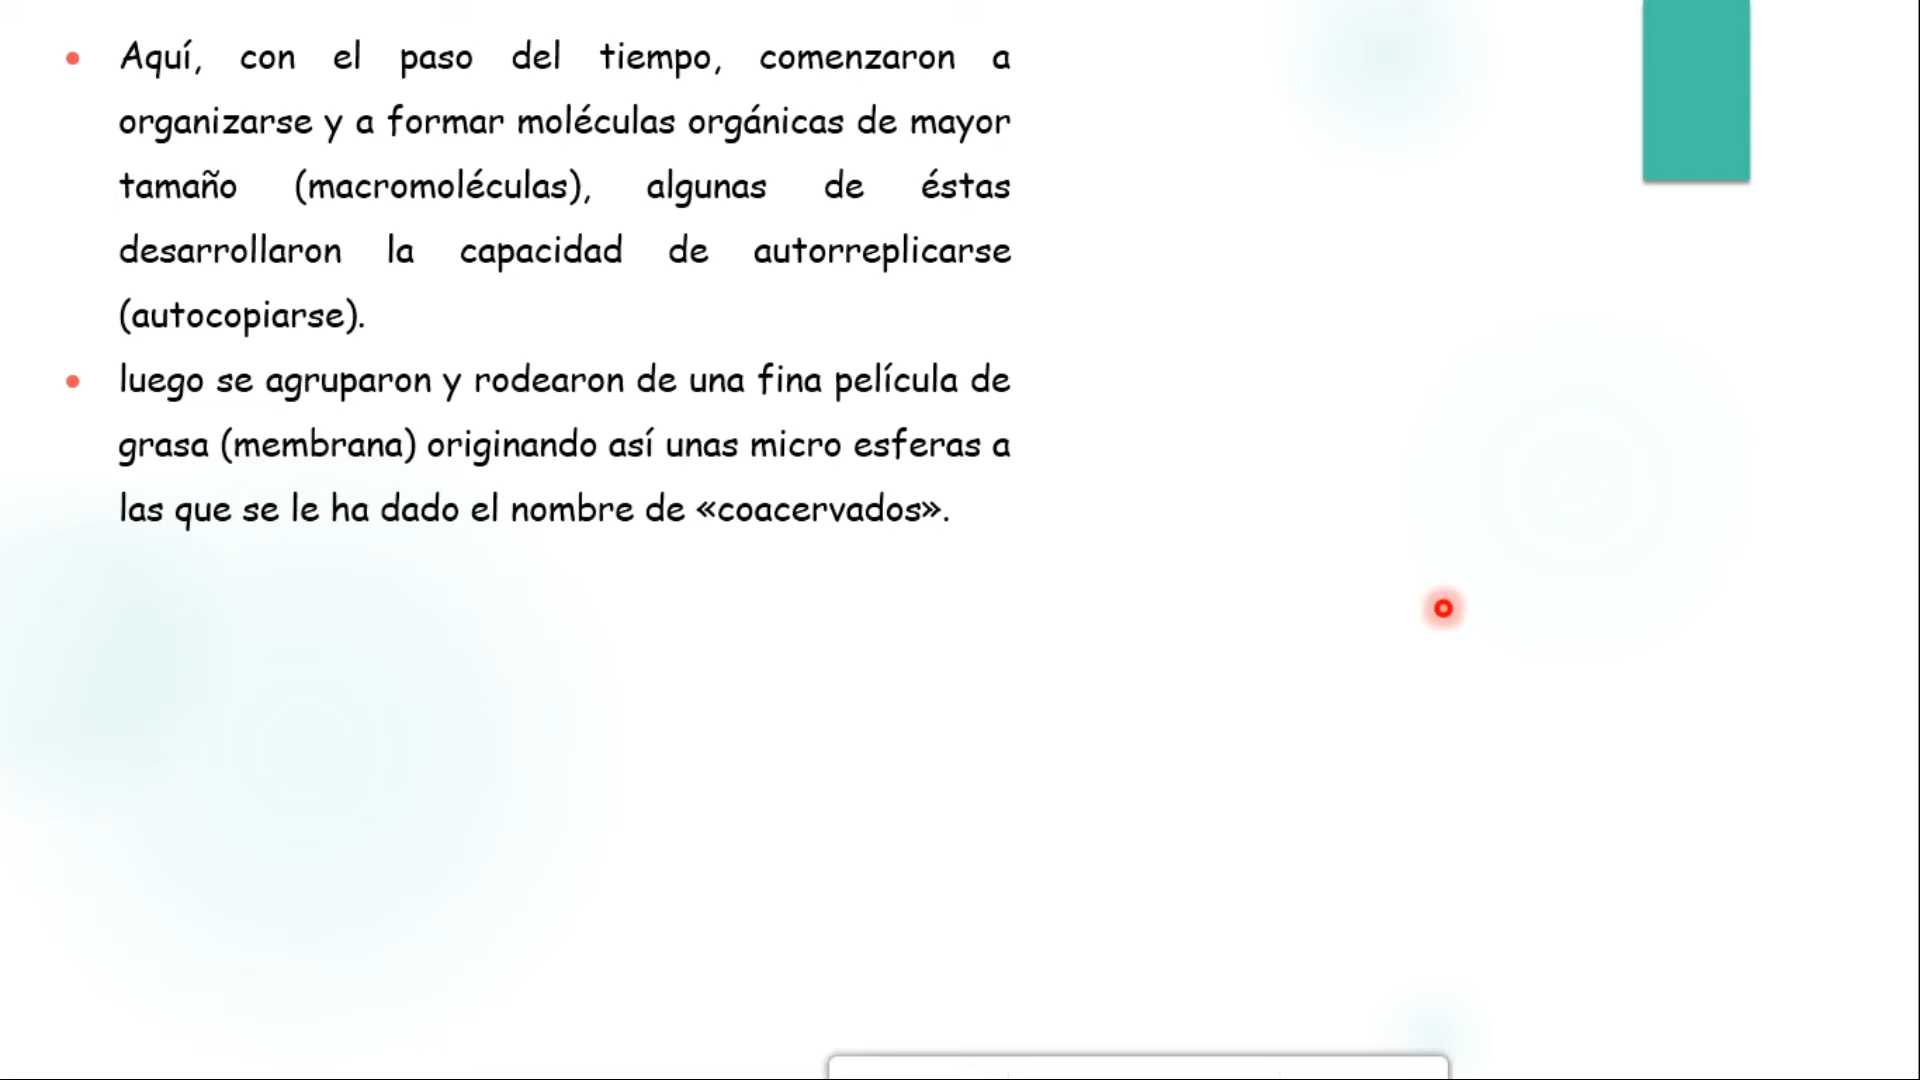 Aquí, con el paso del tiempo, comenzaron a
organizarse y a formar moléculas orgánicas de mayor
tamaño (macromoléculas), algunas de éstas
desarrollaron la capacidad de autorreplicarse
(autocopiarse).
luego se agruparon y rodearon de una fina película de
grasa (membrana) originando así unas micro esferas a
las que se le ha dado el nombre de «coacervados».